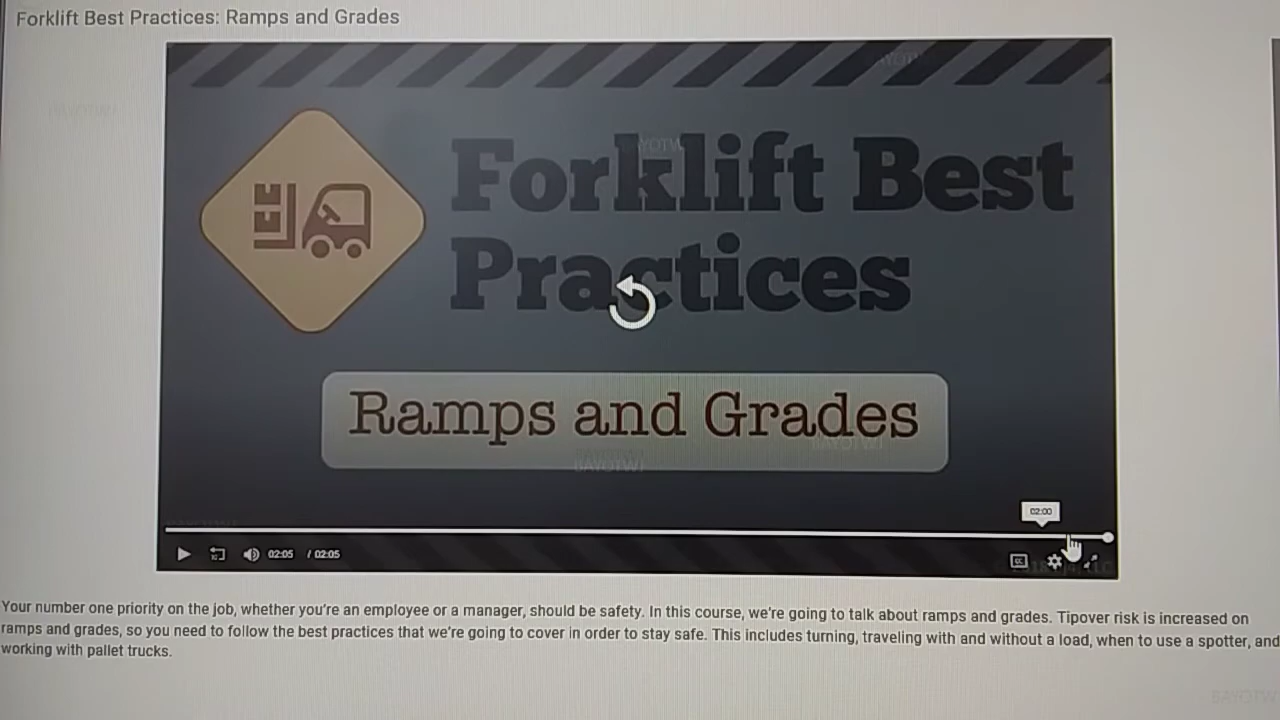 Forklift Best Practices: Ramps and Grades
Forklift Best
Practices
Ramps and Grades
02:00
02:05 / 02:05
CC
Your number one priority on the job, whether you're an employee or a manager, should be safety. In this course, we're going to talk about ramps and grades. Tipover risk is increased on
ramps and grades, so you need to follow the best practices that we're going to cover in order to stay safe. This includes turning, traveling with and without a load, when to use a spotter, and
working with pallet trucks.